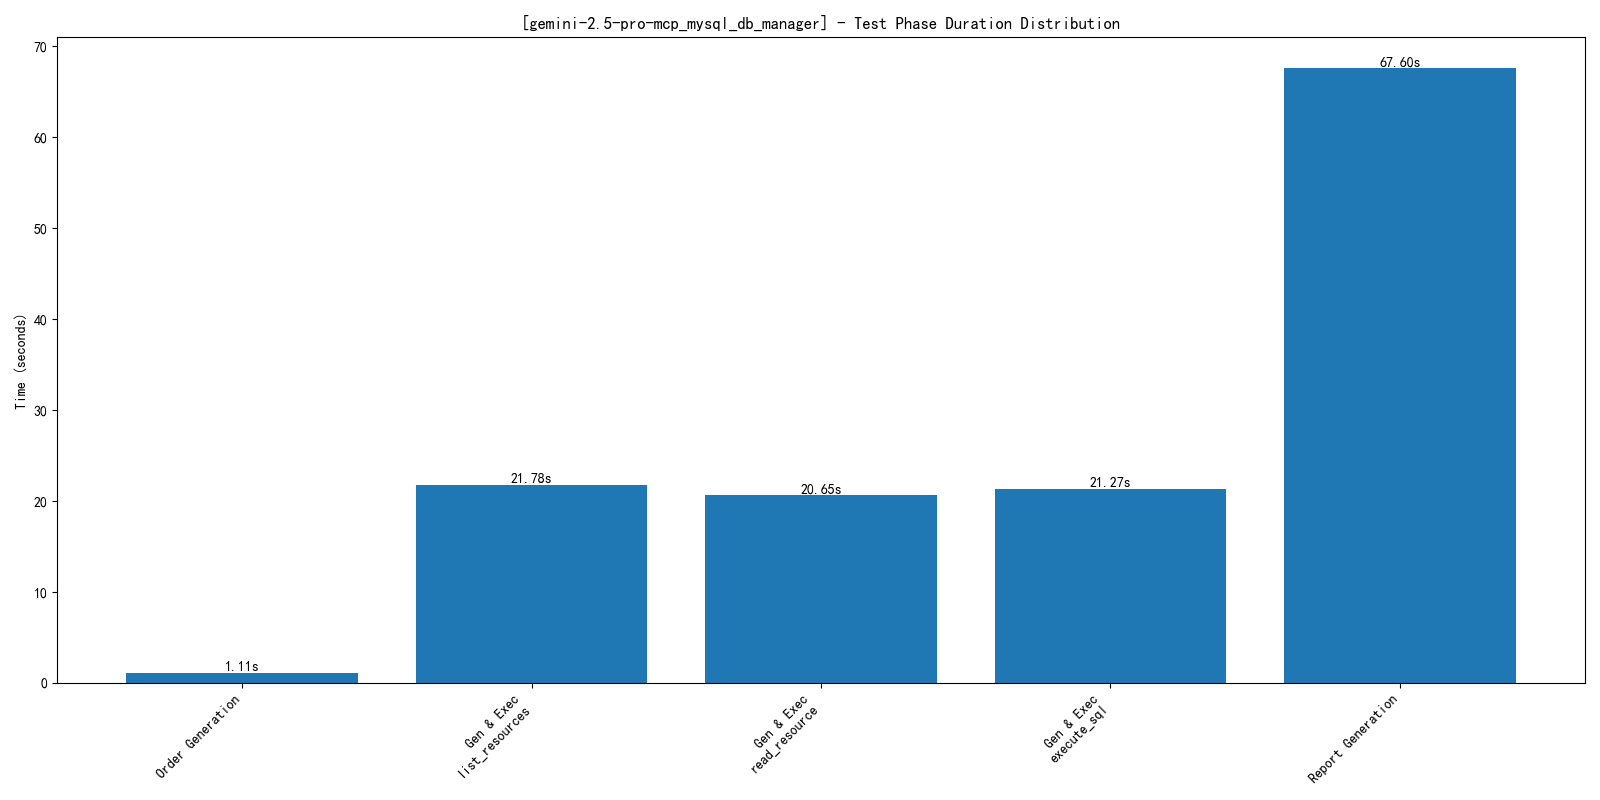 [gemini-2.5-pro-mcp_mysql_db_manager] - Test Phase Duration Distribution
Time (seconds)
70
60
50
40
30
20
10
0
1.11s
21.78s
20.65s
21.27s
67.60s
Order Generation
Gen & Exec
list_resources
Gen & Exec
read_resource
Gen & Exec
execute_sql
Report Generation